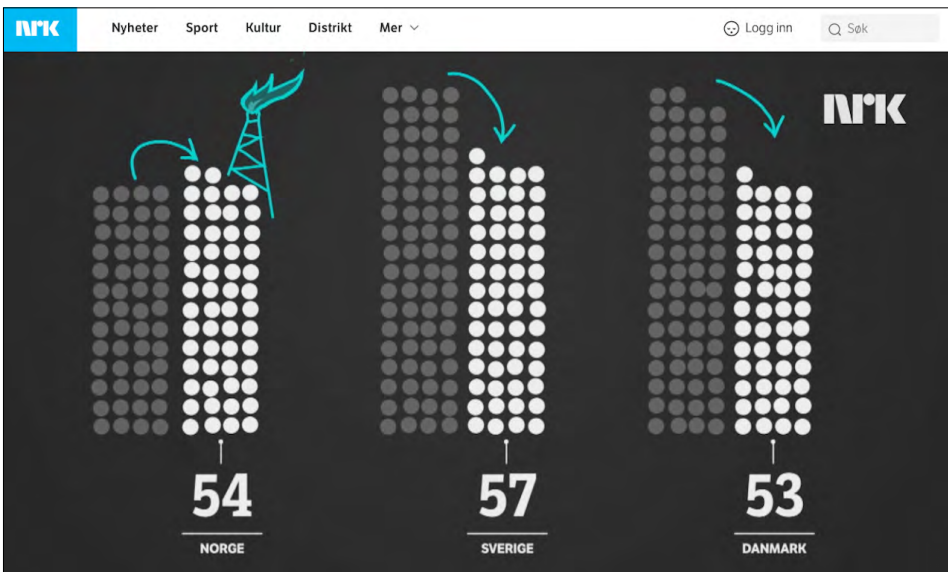 NrK
Nyheter Sport Kultur Distrikt Mer Logg inn Søk
NrK
54 57 53
NORGE SVERIGE DANMARK